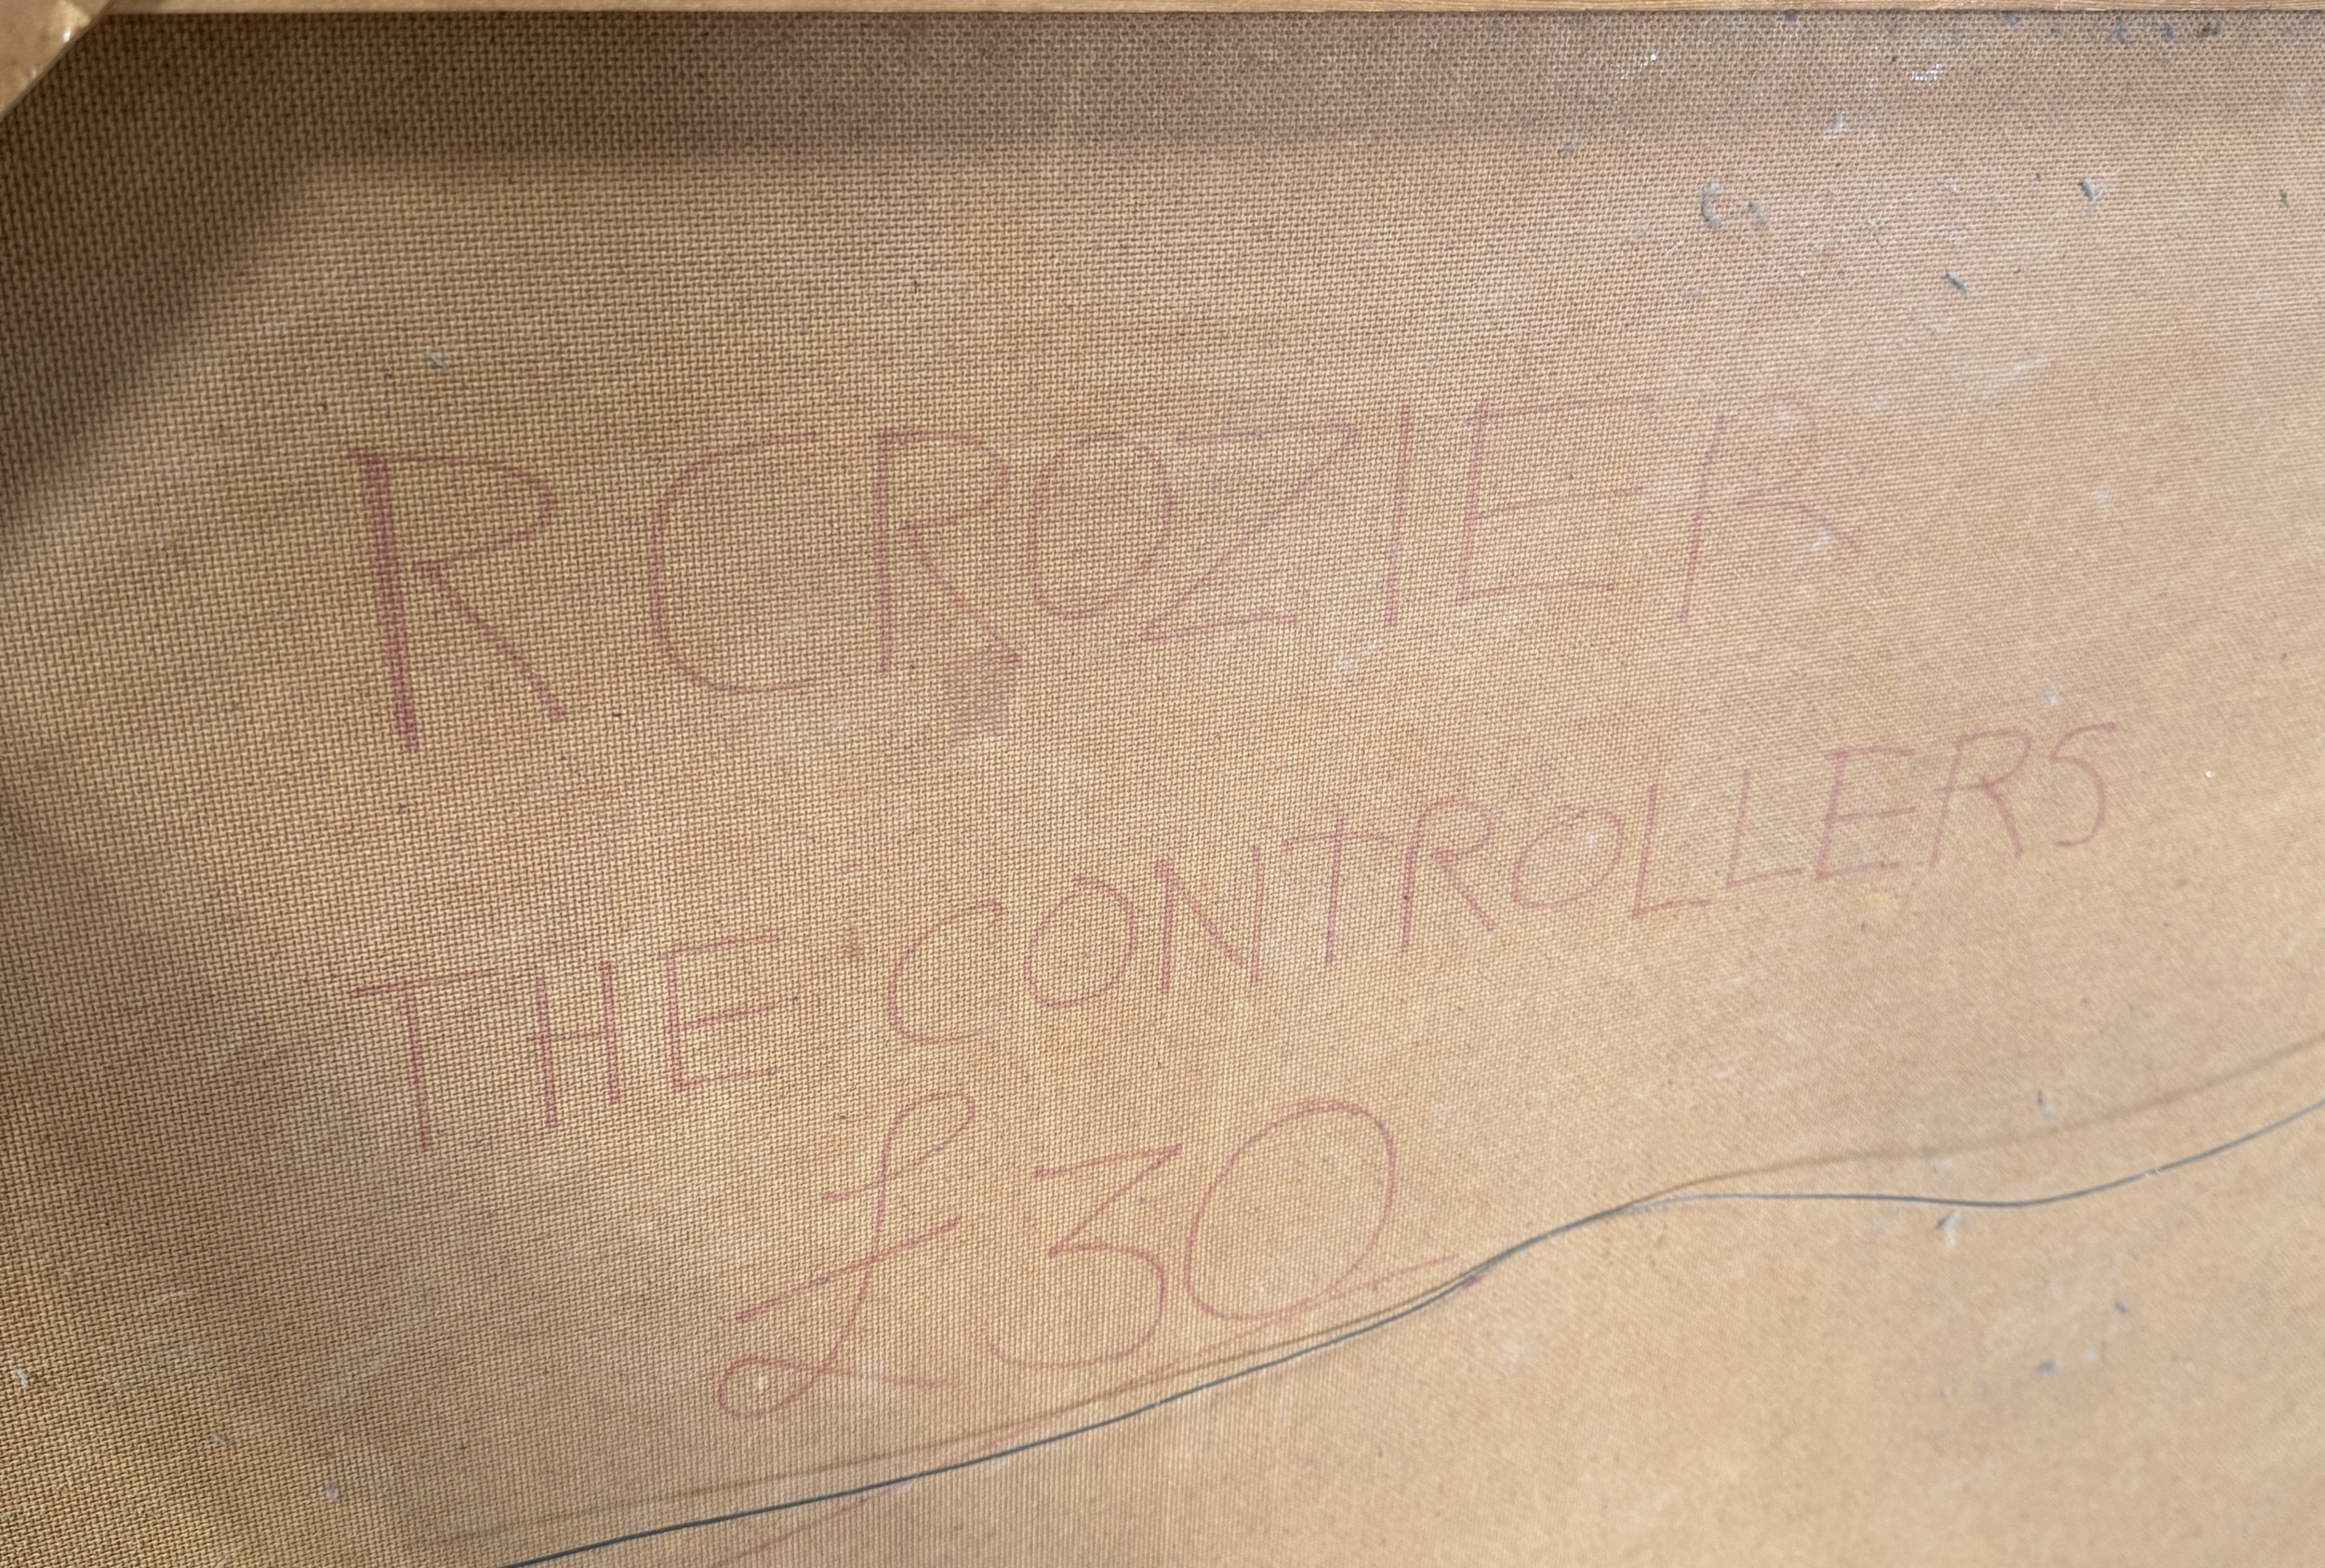 R CROZIER
THE CONTROLLERS
£30